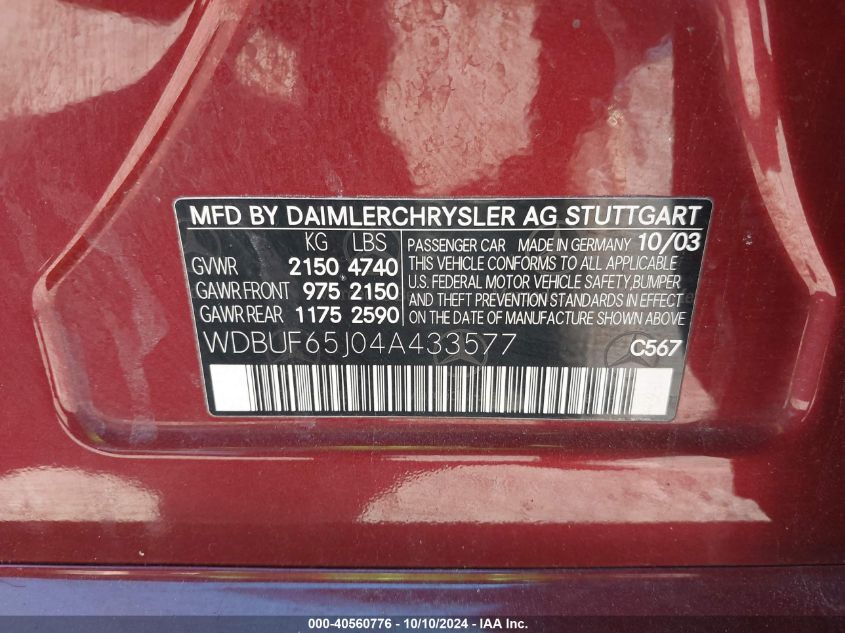 MFD BY DAIMLERCHRYSLER AG STUTTGART
KG LBS
GVWR 2150 4740
GAWR FRONT 975 2150
GAWR REAR 1175 2590
PASSENGER CAR MADE IN GERMANY 10/03
THIS VEHICLE CONFORMS TO ALL APPLICABLE
U.S. FEDERAL MOTOR VEHICLE SAFETY, BUMPER
AND THEFT PREVENTION STANDARDS IN EFFECT
ON THE DATE OF MANUFACTURE SHOWN ABOVE
WDBUF65J04A433577 C567
000-40560776 - 10/10/2024 - IAA Inc.